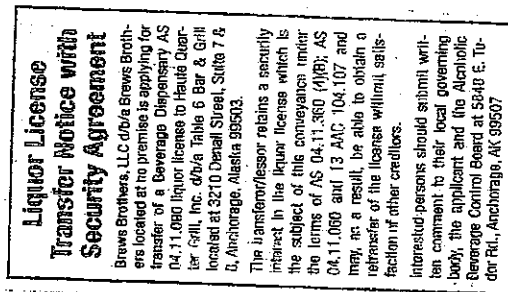 Liquor License
Transfer Notice with
Security Agreement
Brews Brothers, LLC d/b/a Brews Broth-
ers located at no premise is applying for
transfer of a Beverage Dispensary AS
04.11.090 liquor license to Haute Quar-
ter Grill, Inc. d/b/a Table 6 Bar & Grill
located at 3210 Denali Street, Suite 7 &
8, Anchorage, Alaska 99503.
The transferor/lessor retains a security
interest in the liquor license which is
the subject of this conveyance under
the terms of AS 04.11.360 (4)(B); AS
04.11.060 and 13 AAC 104.107 and
may, as a result, be able to obtain a
retransfer of the license without satis-
faction of other creditors.
Interested persons should submit writ-
ten comment to their local governing
body, the applicant and the Alcoholic
Beverage Control Board at 5848 E. Tu-
dor Rd., Anchorage, AK 99507